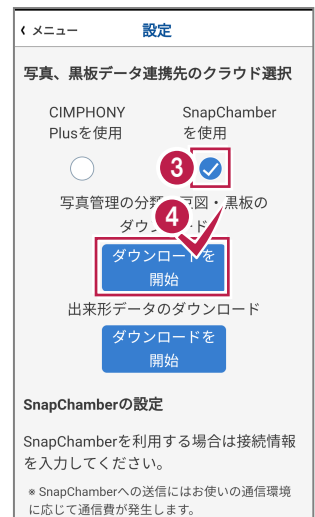 メニュー 設定
写真、黒板データ連携先のクラウド選択
CIMPHONY SnapChamber
Plusを使用 を使用
3
写真管理の分類 豆図・黒板の
4
ダウ ード
ダウンロードを
開始
出来形データのダウンロード
ダウンロードを
開始
SnapChamberの設定
SnapChamberを利用する場合は接続情報
を入力してください。
※ SnapChamberへの送信にはお使いの通信環境
に応じて通信費が発生します。